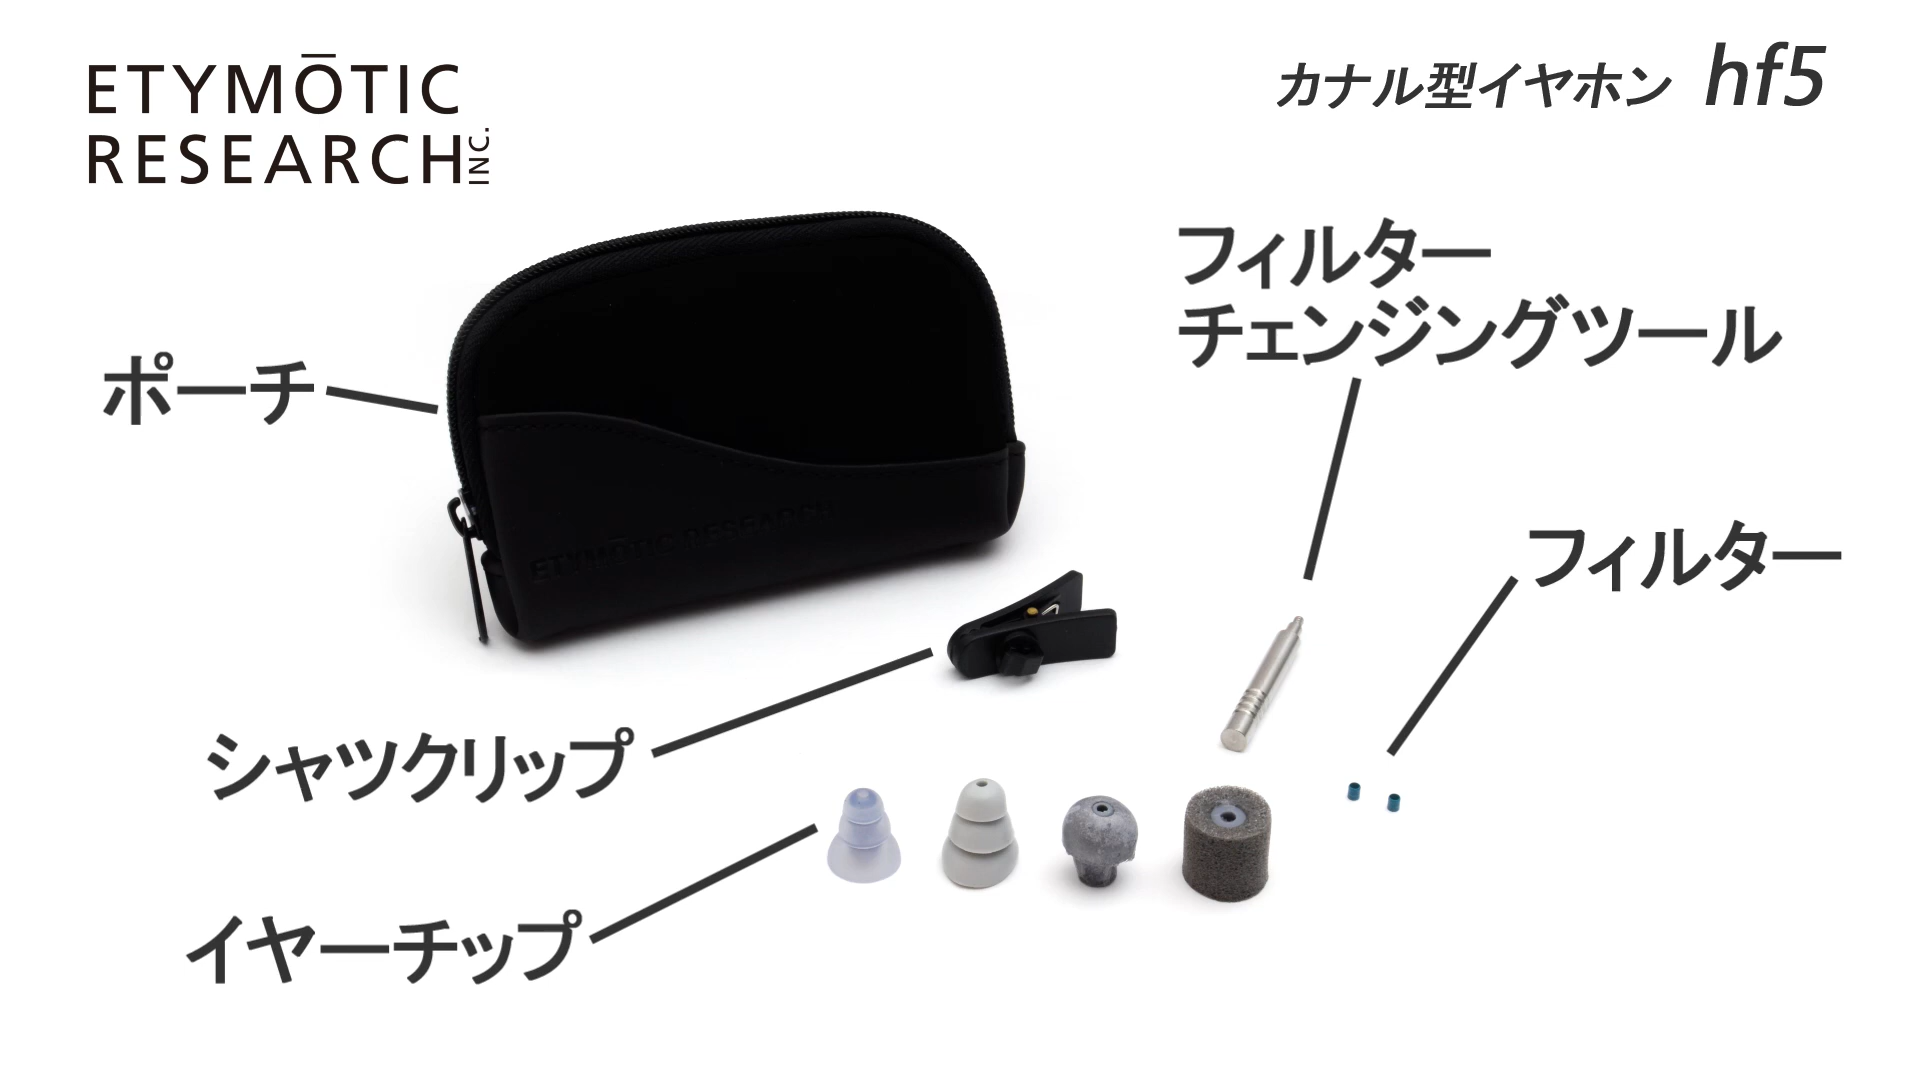 ETYMŌTIC
RESEARCH INC.
カナル型イヤホン hf5
フィルター
チェンジングツール
ポーチ
フィルター
ETYMŌTIC RESEARCH
シャツクリップ
イヤーチップ